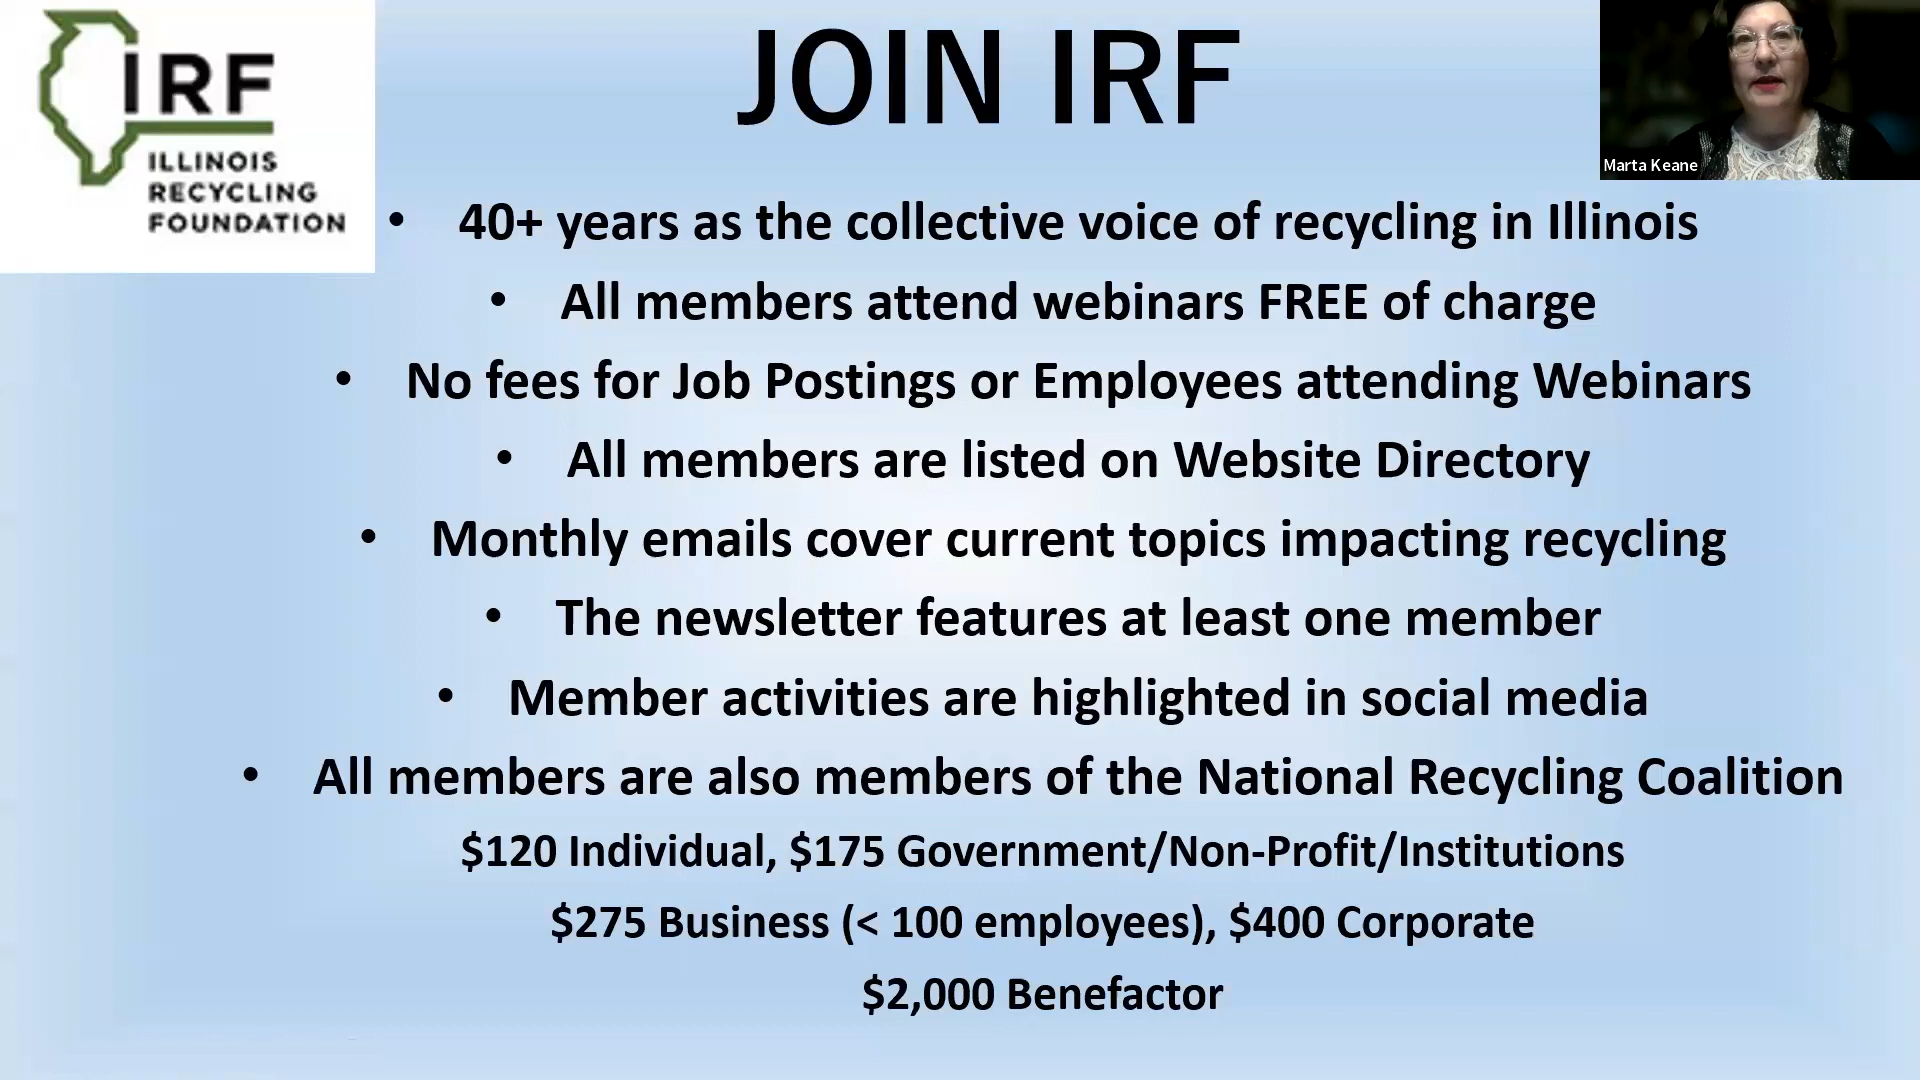 JOIN IRF
IRF
ILLINOIS
RECYCLING
FOUNDATION
Marta Keane
• 40+ years as the collective voice of recycling in Illinois
• All members attend webinars FREE of charge
• No fees for Job Postings or Employees attending Webinars
• All members are listed on Website Directory
• Monthly emails cover current topics impacting recycling
• The newsletter features at least one member
• Member activities are highlighted in social media
• All members are also members of the National Recycling Coalition
$120 Individual, $175 Government/Non-Profit/Institutions
$275 Business (< 100 employees), $400 Corporate
$2,000 Benefactor